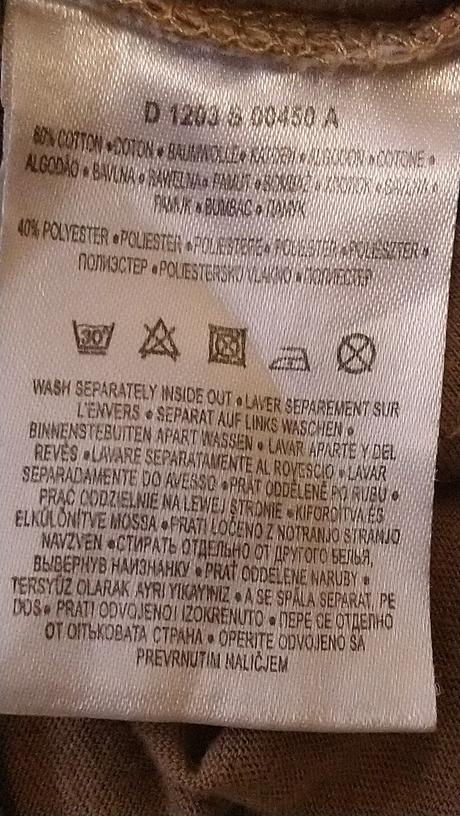 D 1203 S 00450 A
60% COTTON •COTON • BAUMWOLLE• KATOEN • ALGODON • COTONE •
ALGODÃO • BAVLNA • BAWEŁNA• PAMUT • BOMBAŽ • ХЛОПОК •
PAMUK • BUMBAC • ПАМУК
40% POLYESTER •POLIESTER •POLIESTERE• POLIESTER •POLIÉSZTER •
ПОЛИЭСТЕР •POLIESTERSKO VLAKNO •ПОЛИЕСТЕР
30°
WASH SEPARATELY INSIDE OUT •LAVER SEPAREMENT SUR
L'ENVERS • SEPARAT AUF LINKS WASCHEN •
BINNENSTEBUITEN APART WASSEN • LAVAR APARTE Y DEL
REVÉS •LAVARE SEPARATAMENTE AL ROVESCIO •LAVAR
SEPARADAMENTE DO AVESSO •PRÁT ODDĚLENĚ PO RUBU •
PRAĆ ODDZIELNIE NA LEWEJ STRONIE •KIFORDÍTVA ÉS
ELKÜLÖNÍTVE MOSSA •PRATI LOČENO Z NOTRANJO STRANJO
NAVZVEN •СТИРАТЬ ОТДЕЛЬНО ОТ ДРУГОГО БЕЛЬЯ,
ВЫВЕРНУВ НАИЗНАНКУ • PRAŤ ODDELENE NARUBY •
TERSYÜZ OLARAK AYRI YIKAYINIZ • A SE SPĂLA SEPARAT, PE
DOS• PRATI ODVOJENO I IZOKRENUTO • ПЕРЕ СЕ ОТДЕЛНО
ОТ ОПЪКОВАТА СТРАНА • OPERITE ODVOJENO SA
PREVRNUTIM NALIČJEM